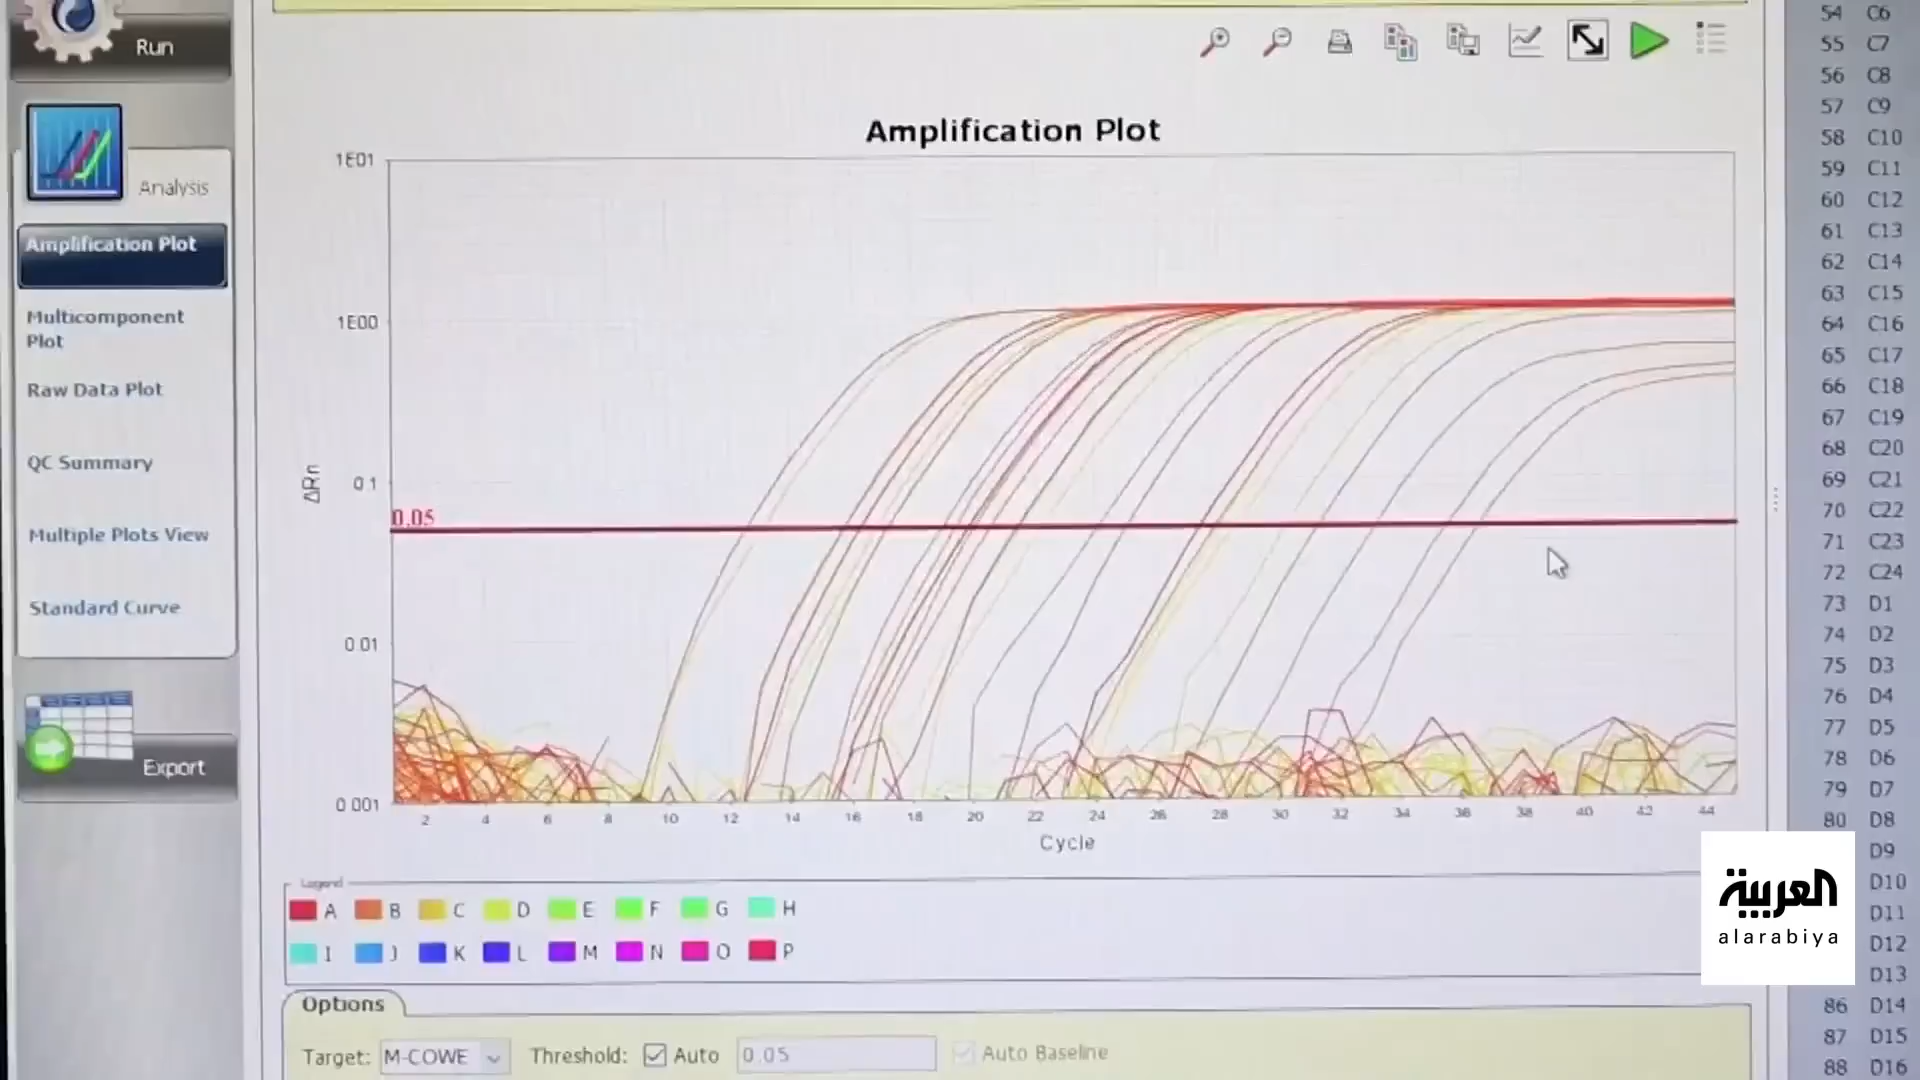 Run
Analysis
Amplification Plot
Multicomponent
Plot
Raw Data Plot
QC Summary
Multiple Plots View
Standard Curve
Export
Amplification Plot
1E01
1E00
0.1
0.05
0.01
0.001
ΔRn
2 4 6 8 10 12 14 16 18 20 22 24 26 28 30 32 34 36 38 40 42 44
Cycle
Legend
A B C D E F G H
I J K L M N O P
Options
Target: M-COWE Threshold: Auto 0.05 Auto Baseline
54 C6
55 C7
56 C8
57 C9
58 C10
59 C11
60 C12
61 C13
62 C14
63 C15
64 C16
65 C17
66 C18
67 C19
68 C20
69 C21
70 C22
71 C23
72 C24
73 D1
74 D2
75 D3
76 D4
77 D5
78 D6
79 D7
80 D8
D9
D10
D11
D12
D13
86 D14
87 D15
88 D16
العربية
alarabiya